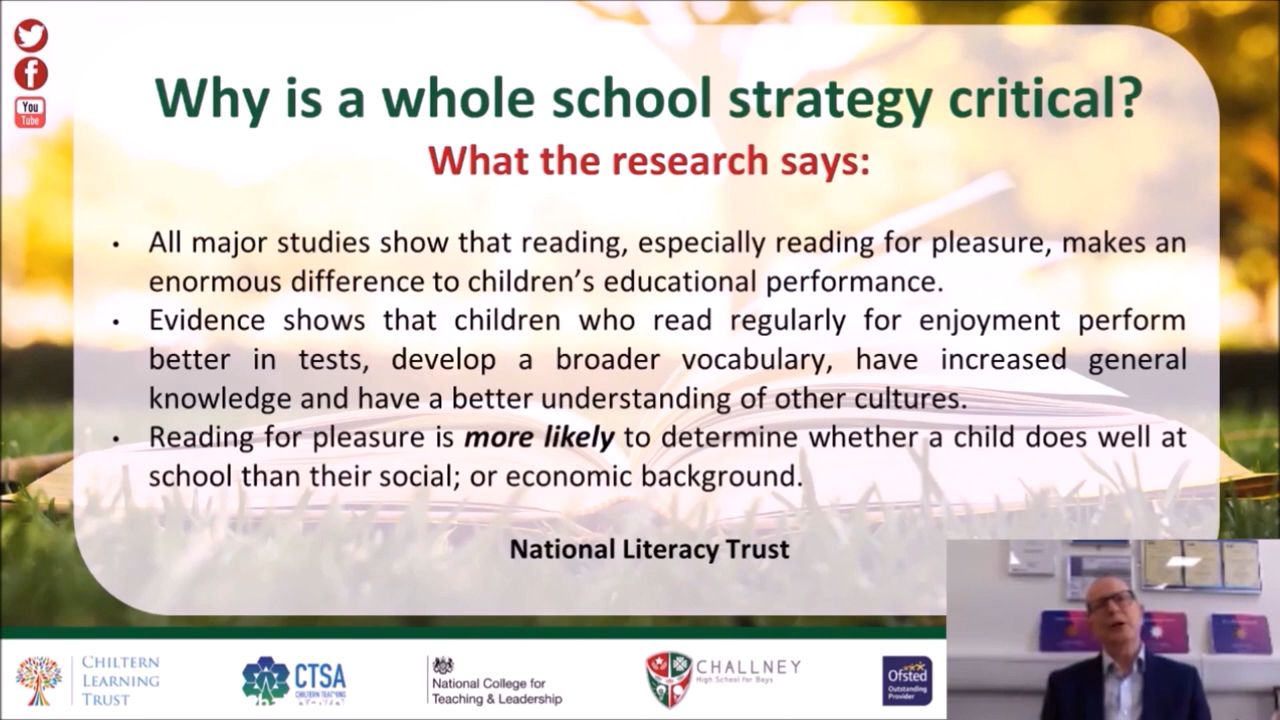 Why is a whole school strategy critical?
What the research says:
You
Tube
• All major studies show that reading, especially reading for pleasure, makes an
enormous difference to children’s educational performance.
• Evidence shows that children who read regularly for enjoyment perform
better in tests, develop a broader vocabulary, have increased general
knowledge and have a better understanding of other cultures.
• Reading for pleasure is more likely to determine whether a child does well at
school than their social; or economic background.
National Literacy Trust
CHILTERN
LEARNING
TRUST
CTSA
CHILTERN TEACHING
National College for
Teaching & Leadership
CHALLNEY
High School for Boys
Ofsted
Outstanding
Provider